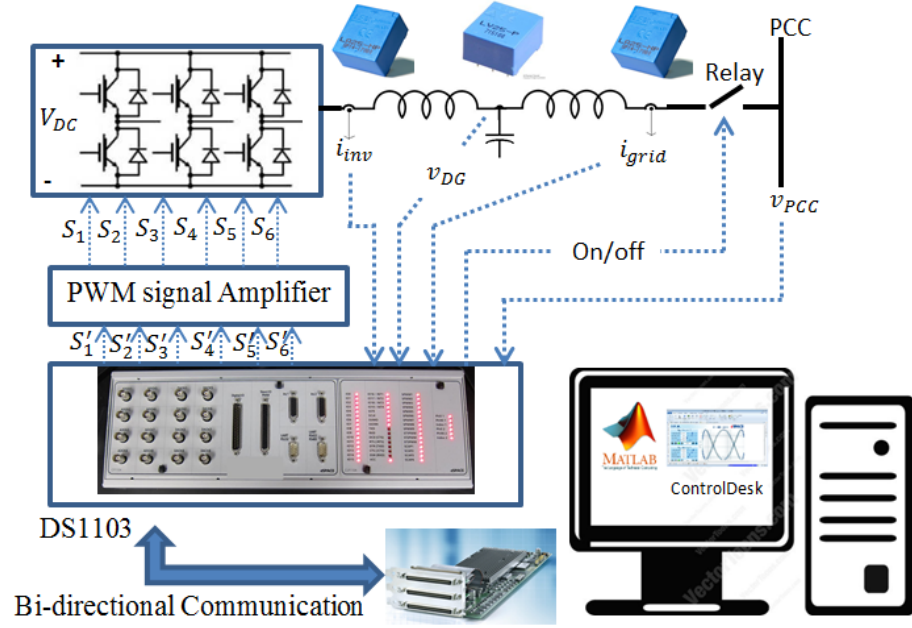 PCC
LV25-P
Relay
+
V_DC
-
i_inv
i_grid
v_DG
v_PCC
S_1 S_2 S_3 S_4 S_5 S_6
On/off
PWM signal Amplifier
S'_1 S'_2 S'_3 S'_4 S'_5 S'_6
MATLAB
ControlDesk
DS1103
Bi-directional Communication